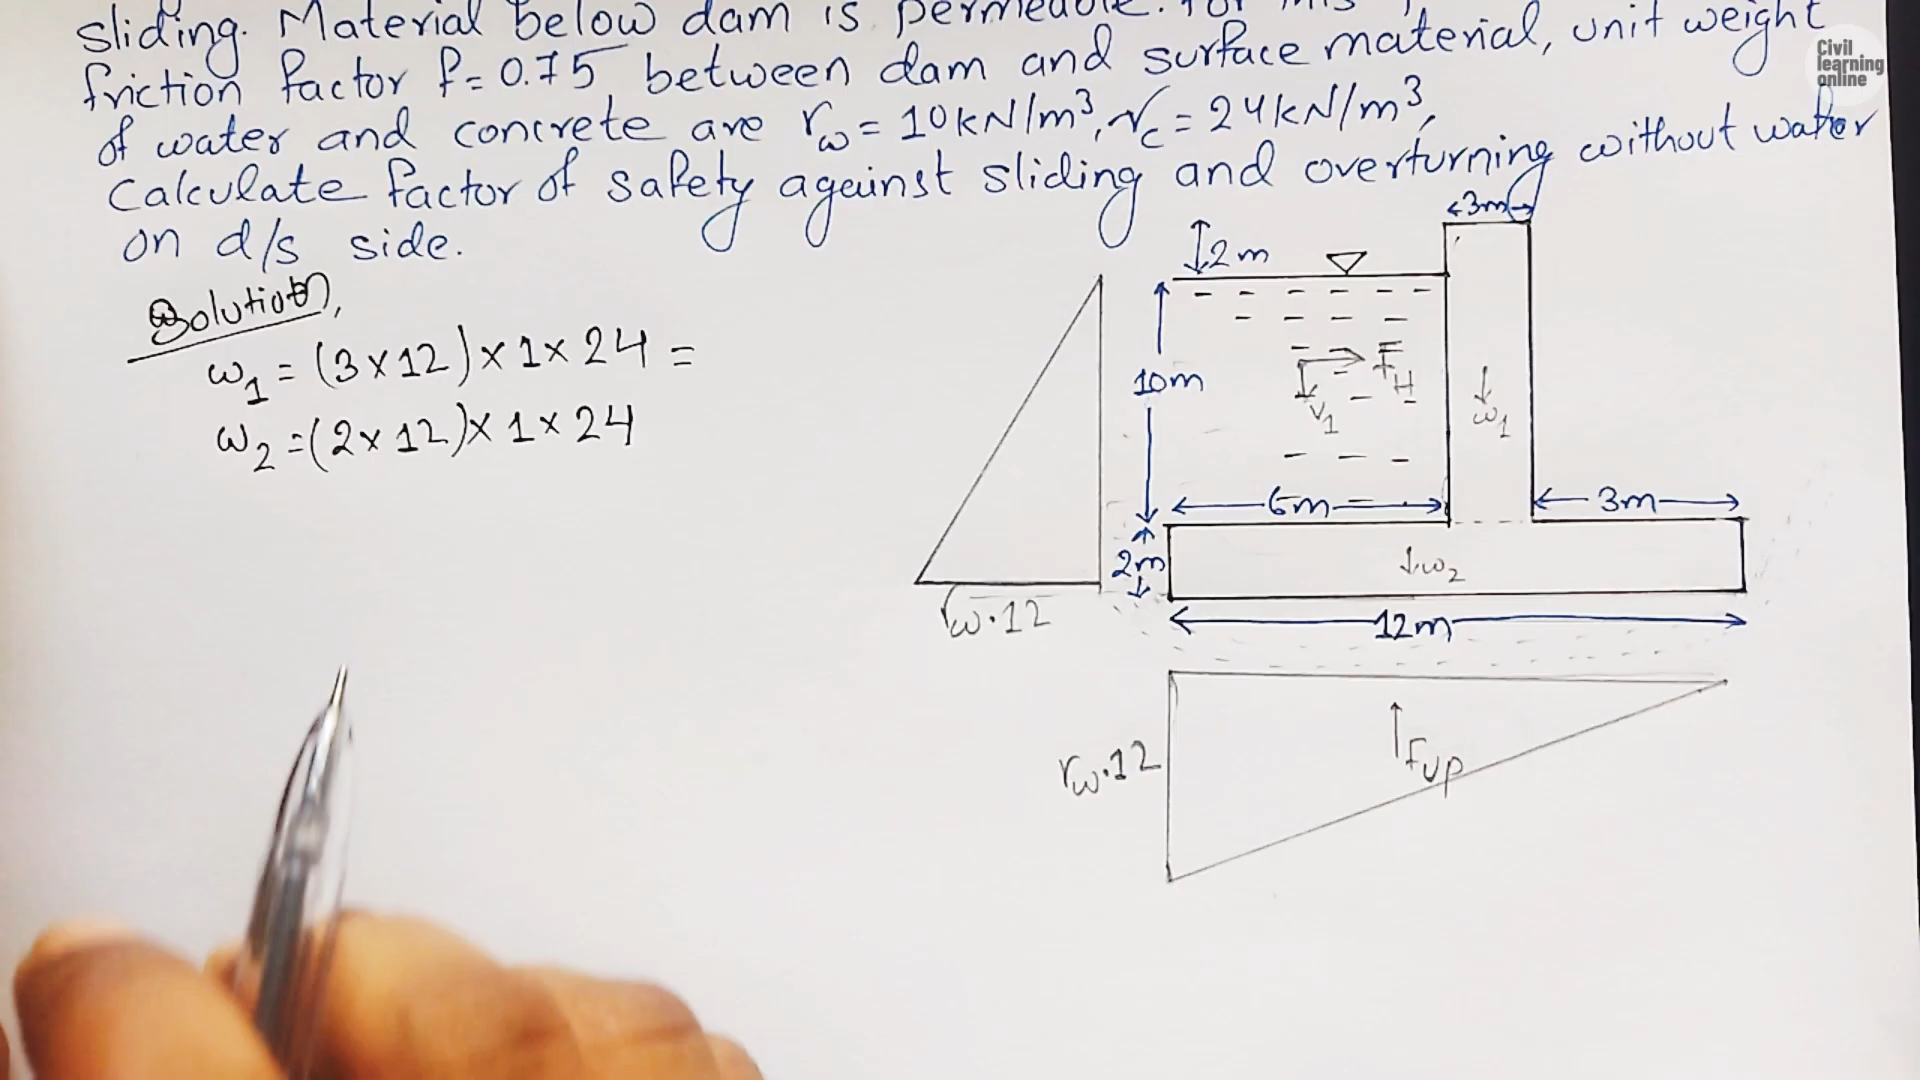 sliding. Material below dam is permeable. For this
friction factor f = 0.75 between dam and surface material, unit weight
of water and concrete are rω = 10kN/m³, rc = 24kN/m³,
Calculate factor of safety against sliding and overturning without water
on d/s side.
Solution,
ω1 = (3 x 12) x 1 x 24 =
ω2 = (2 x 12) x 1 x 24
3m
2m
10m
FH
V1
ω1
6m
3m
2m
ω2
rω.12
12m
rω.12
Fup
Civil
learning
online